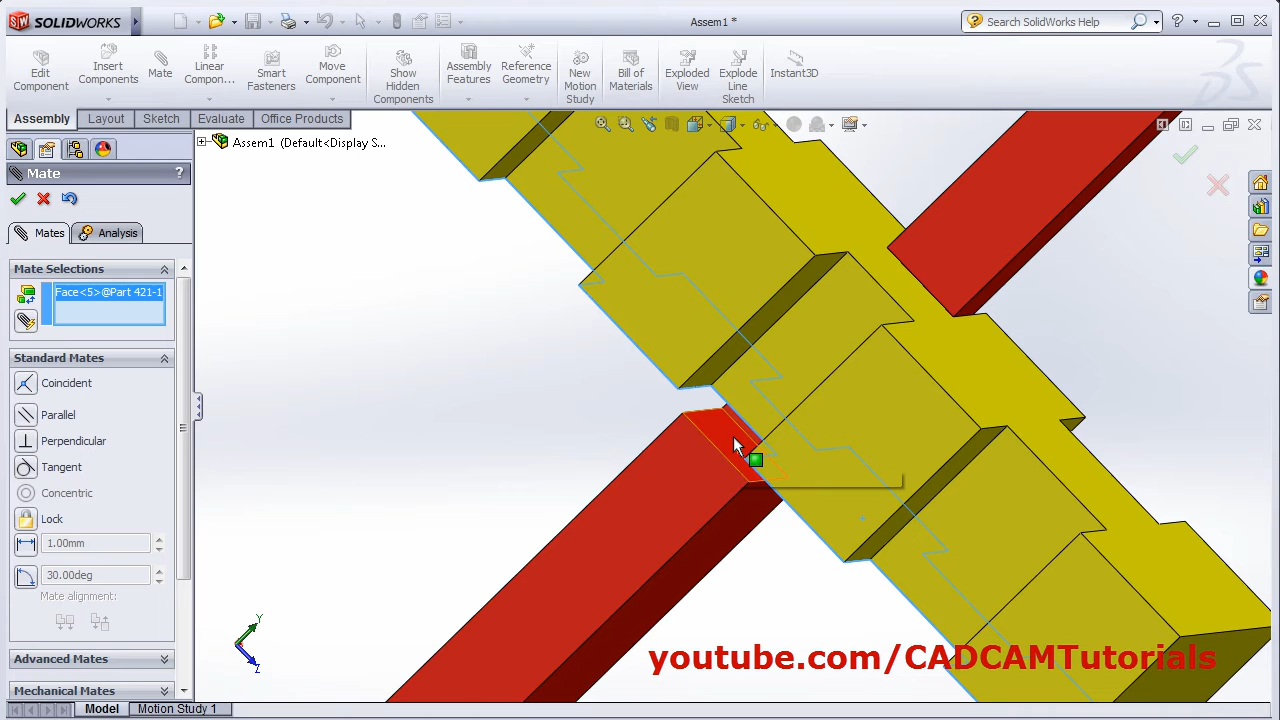 SOLIDWORKS
Assem1 *
Search SolidWorks Help
?
Edit Component
Insert Components
Mate
Linear Compon...
Smart Fasteners
Move Component
Show Hidden Components
Assembly Features
Reference Geometry
New Motion Study
Bill of Materials
Exploded View
Explode Line Sketch
Instant3D
Assembly
Layout
Sketch
Evaluate
Office Products
Assem1 (Default<Display S...
Mate
?
Mates
Analysis
Mate Selections
Face<5>@Part 421-1
Standard Mates
Coincident
Parallel
Perpendicular
Tangent
Concentric
Lock
1.00mm
30.00deg
Mate alignment:
Advanced Mates
Mechanical Mates
Y
Z
youtube.com/CADCAMTutorials
Model
Motion Study 1